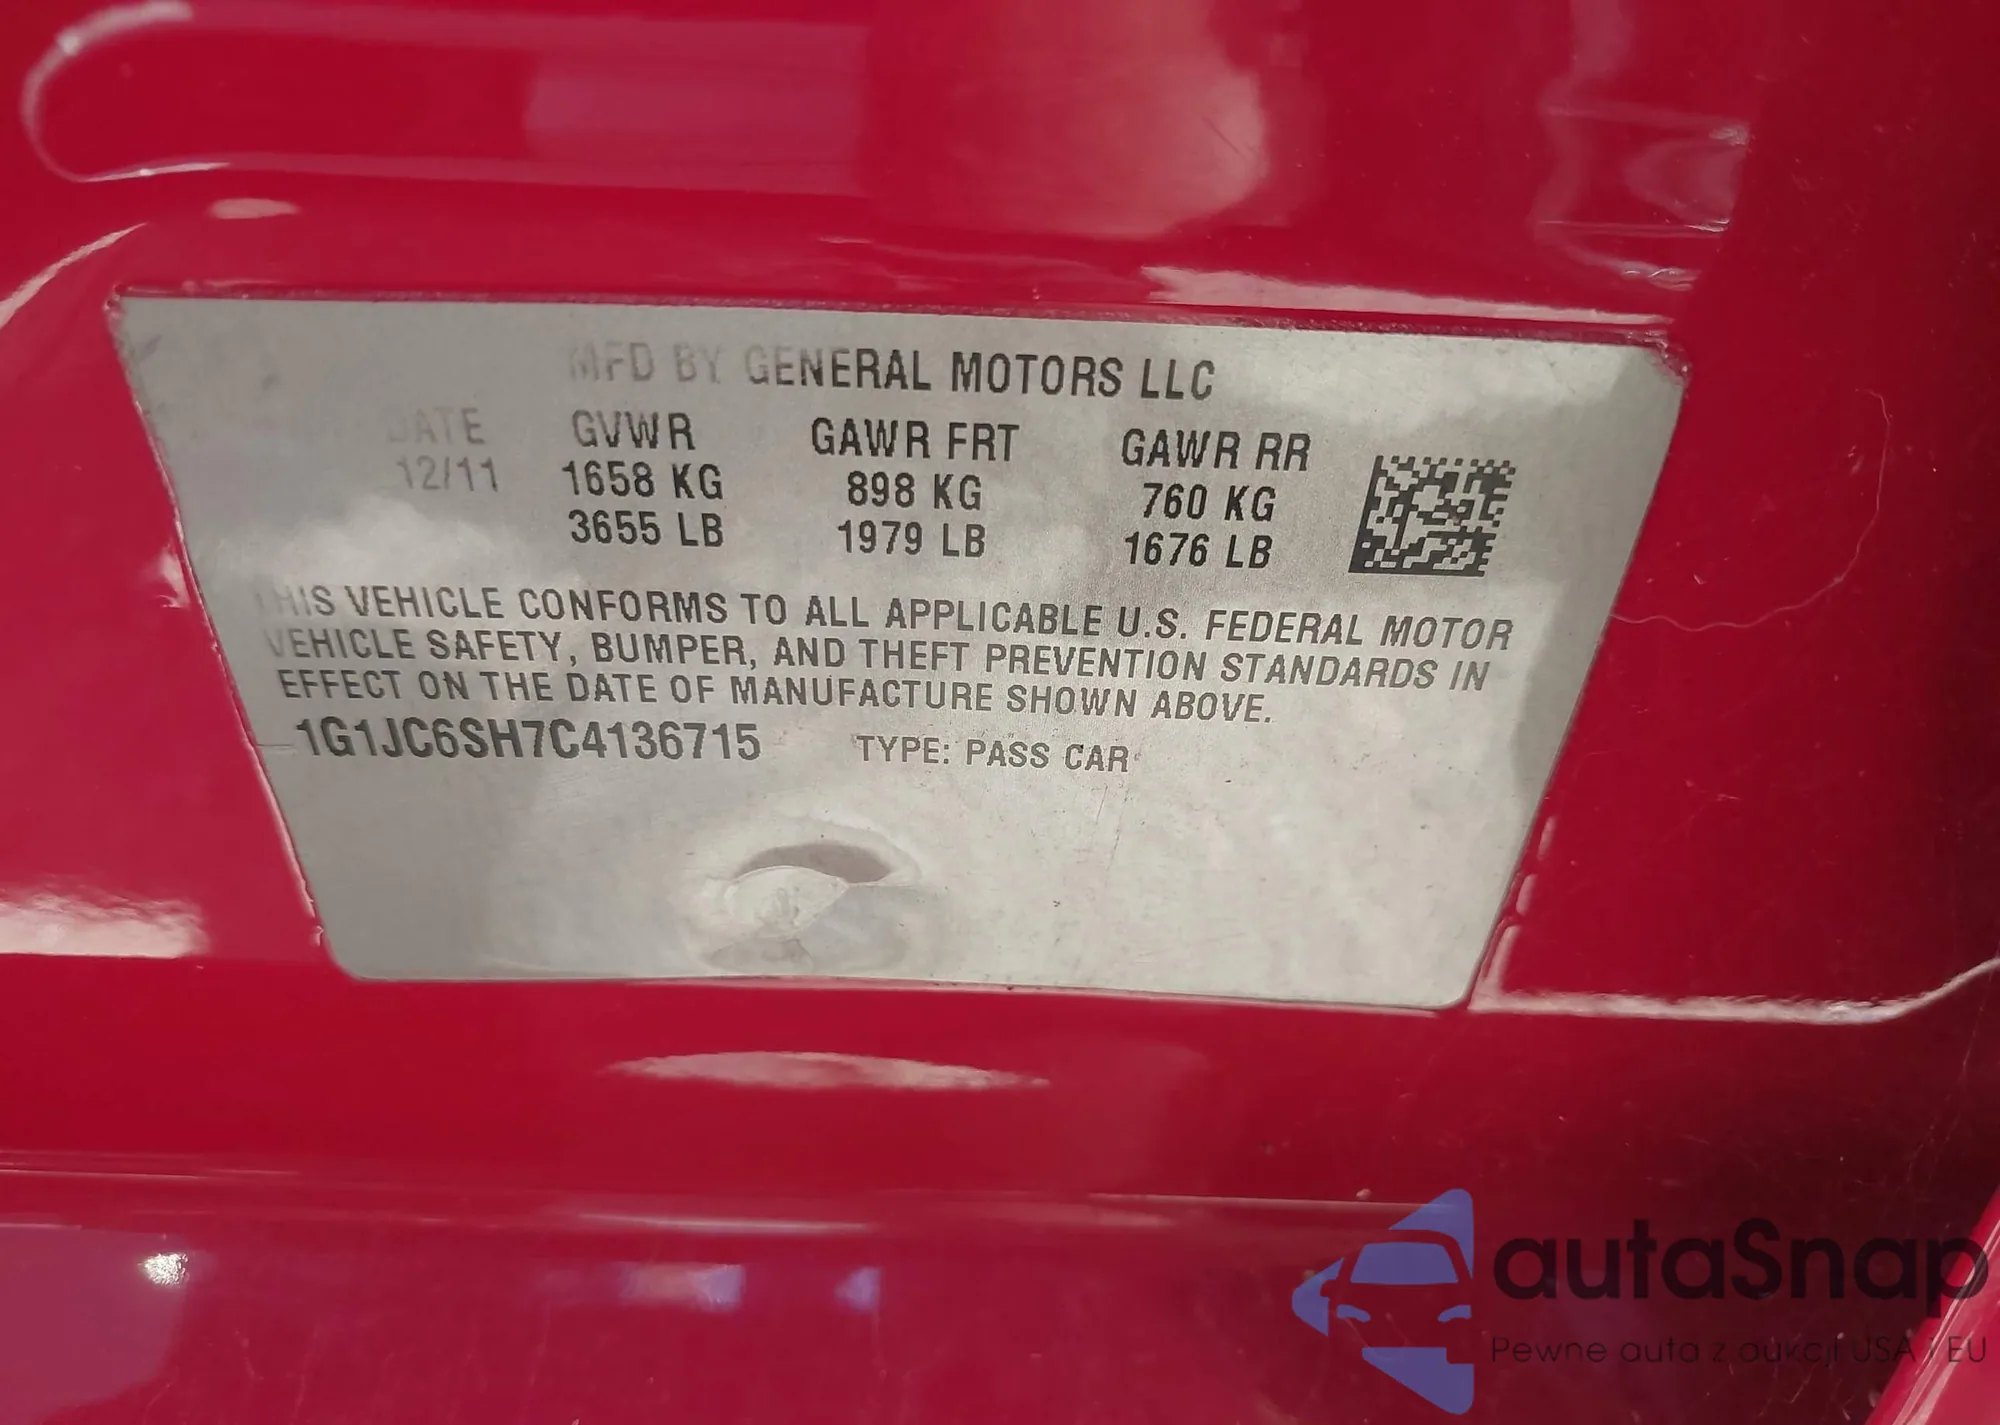 MFD BY GENERAL MOTORS LLC
DATE GVWR GAWR FRT GAWR RR
12/11 1658 KG 898 KG 760 KG
3655 LB 1979 LB 1676 LB
THIS VEHICLE CONFORMS TO ALL APPLICABLE U.S. FEDERAL MOTOR
VEHICLE SAFETY, BUMPER, AND THEFT PREVENTION STANDARDS IN
EFFECT ON THE DATE OF MANUFACTURE SHOWN ABOVE.
1G1JC6SH7C4136715 TYPE: PASS CAR
autaSnap
Pewne auta z aukcji USA i EU